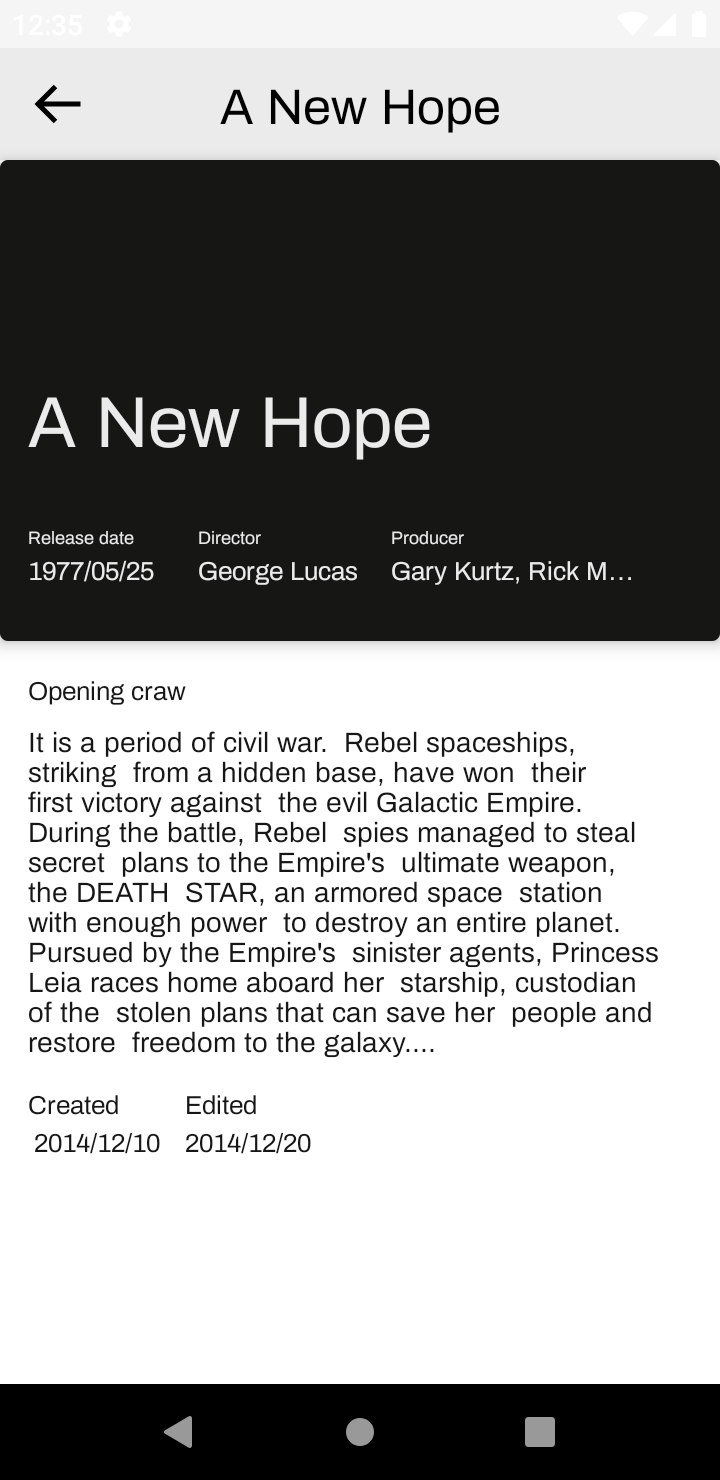 12:35
A New Hope
A New Hope
Release date Director Producer
1977/05/25 George Lucas Gary Kurtz, Rick M...
Opening craw
It is a period of civil war.  Rebel spaceships,
striking  from a hidden base, have won  their
first victory against  the evil Galactic Empire.
During the battle, Rebel  spies managed to steal
secret  plans to the Empire's  ultimate weapon,
the DEATH  STAR, an armored space  station
with enough power  to destroy an entire planet.
Pursued by the Empire's  sinister agents, Princess
Leia races home aboard her  starship, custodian
of the  stolen plans that can save her  people and
restore  freedom to the galaxy....
Created Edited
2014/12/10 2014/12/20